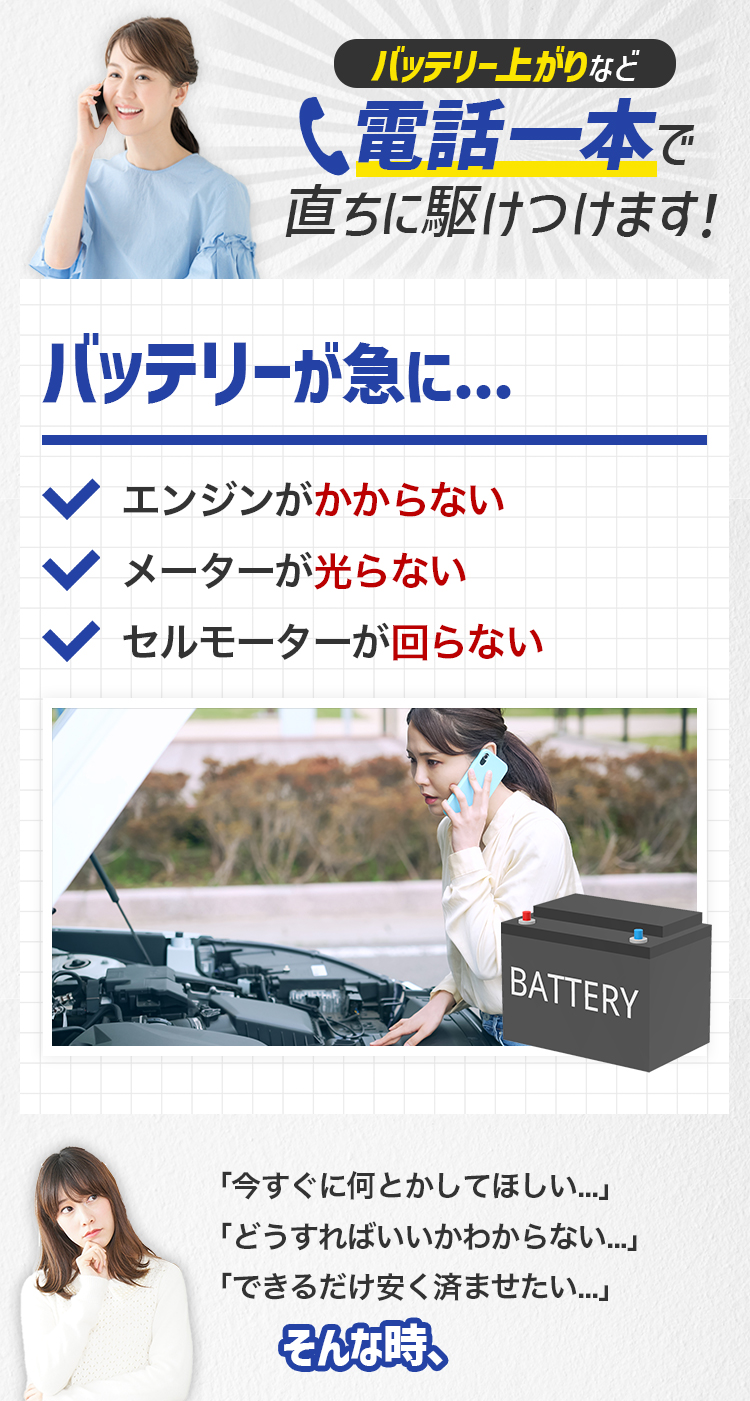 バッテリー上がりなど
電話一本で
直ちに駆けつけます!
バッテリーが急に...
エンジンがかからない
メーターが光らない
セルモーターが回らない
BATTERY
「今すぐに何とかしてほしい...」
「どうすればいいかわからない...」
「できるだけ安く済ませたい...」
そんな時、